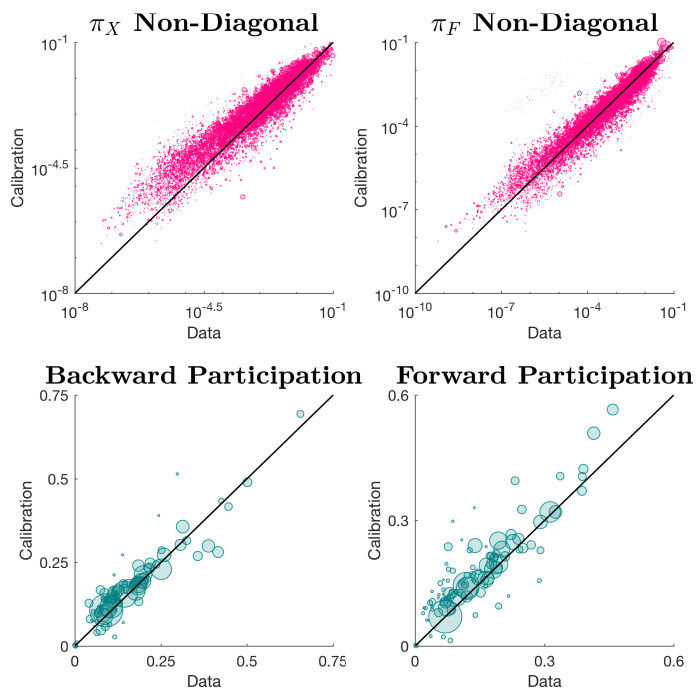 π_X Non-Diagonal
10^-1
10^-4.5
10^-8
Calibration
10^-8
10^-4.5
10^-1
Data
π_F Non-Diagonal
10^-1
10^-4
10^-7
10^-10
Calibration
10^-10
10^-7
10^-4
10^-1
Data
Backward Participation
0.75
0.5
0.25
0
Calibration
0
0.25
0.5
0.75
Data
Forward Participation
0.6
0.3
0
Calibration
0
0.3
0.6
Data